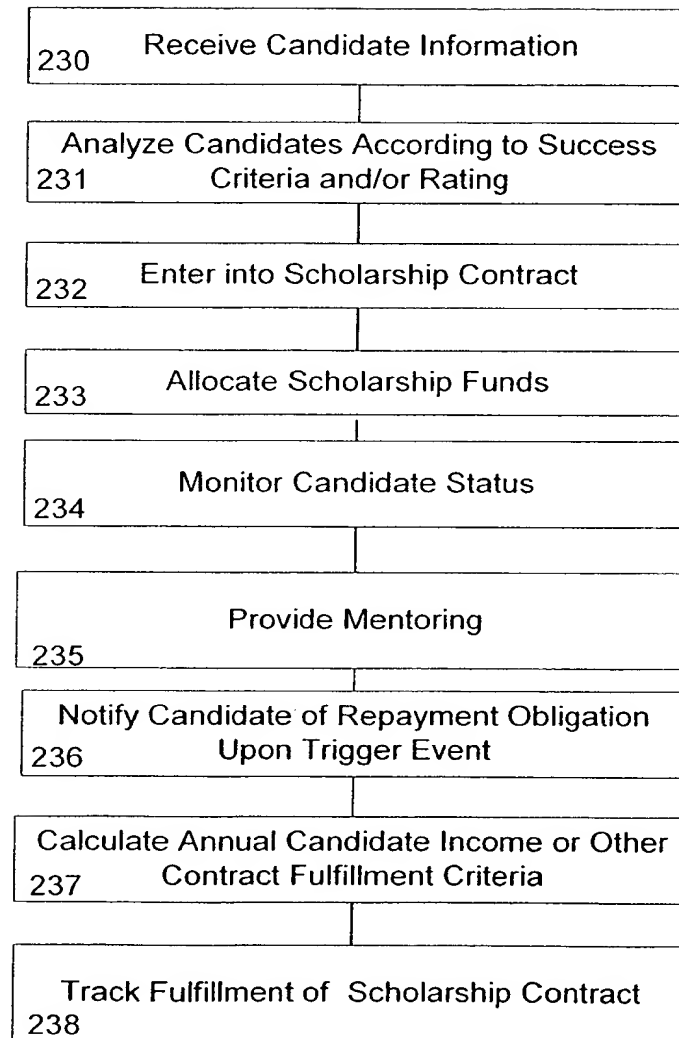 Receive Candidate Information
230
Analyze Candidates According to Success
Criteria and/or Rating
231
Enter into Scholarship Contract
232
Allocate Scholarship Funds
233
Monitor Candidate Status
234
Provide Mentoring
235
Notify Candidate of Repayment Obligation
Upon Trigger Event
236
Calculate Annual Candidate Income or Other
Contract Fulfillment Criteria
237
Track Fulfillment of Scholarship Contract
238